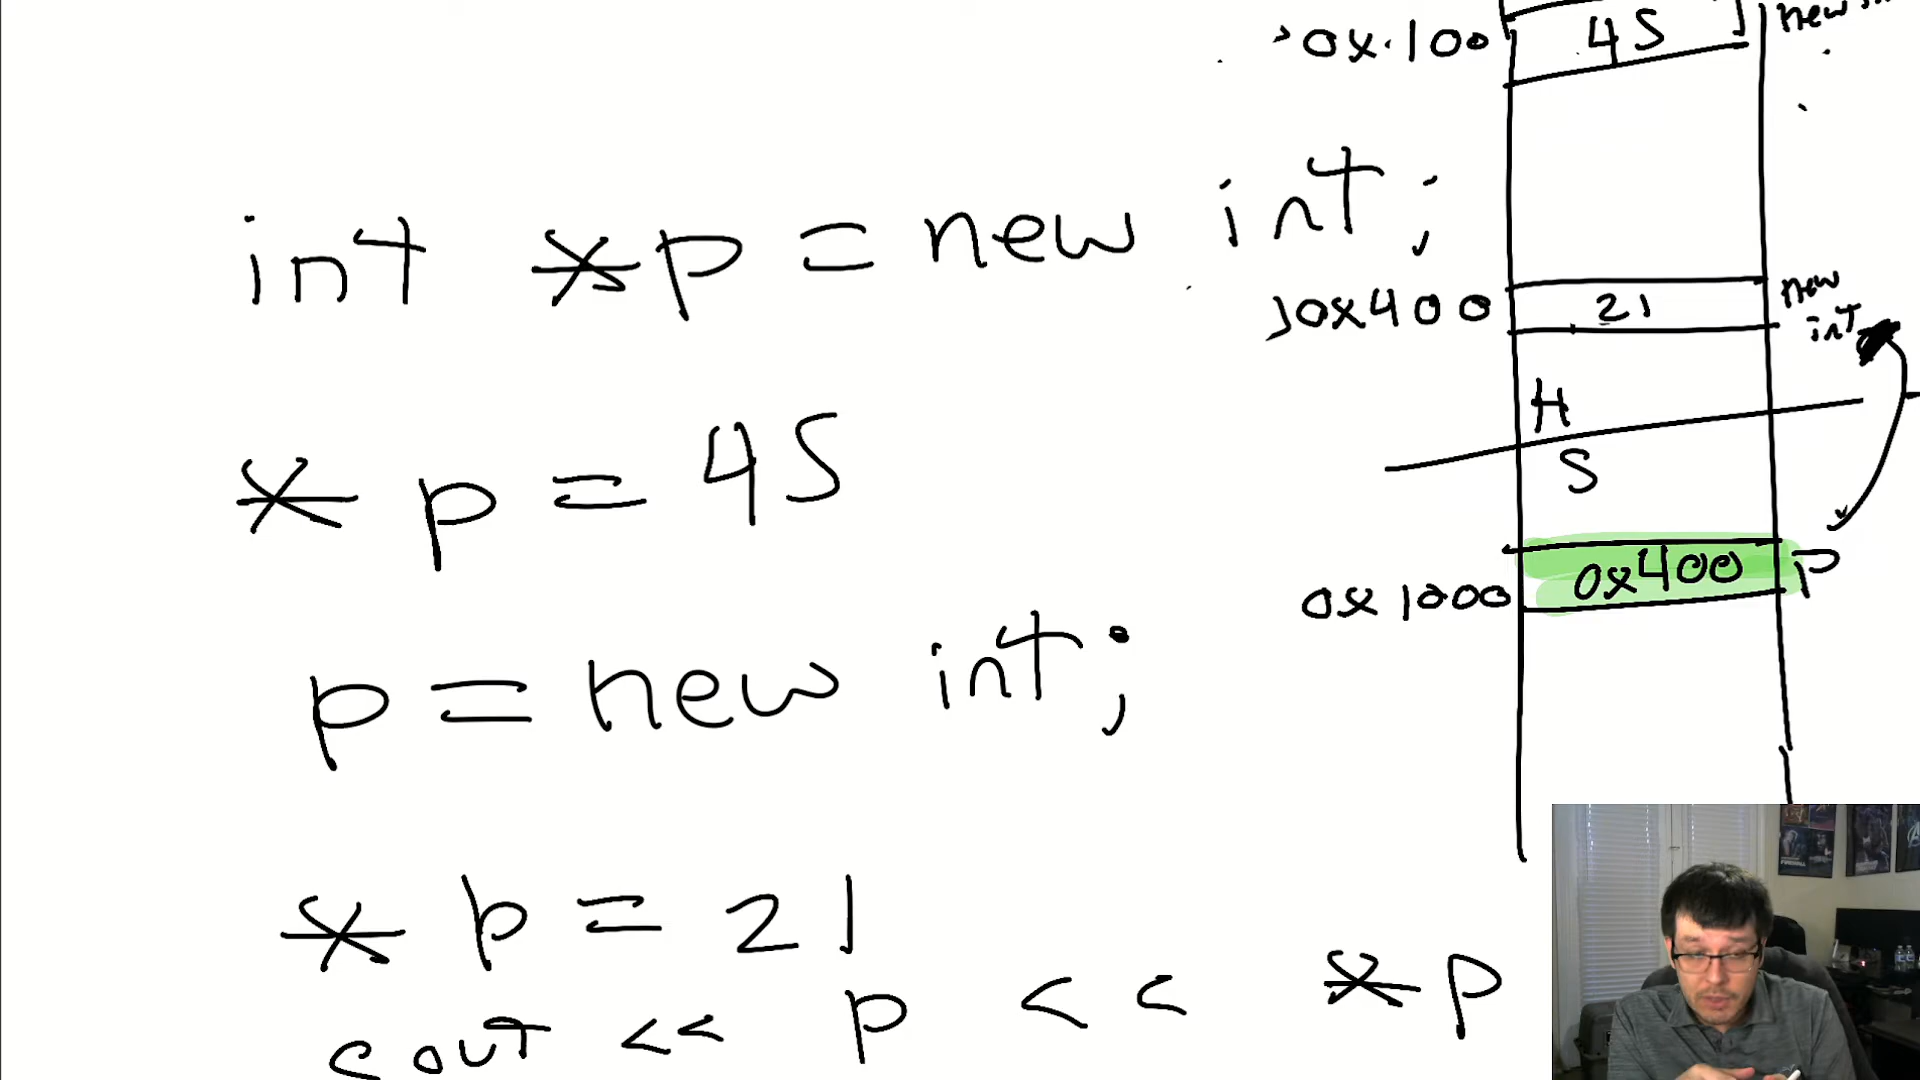 int *p = new int;
* p = 45
p = new int;
* p = 21
cout << p << *p
0x100 45 new
0x400 21 new
int
H
S
0x1000 0x400 P